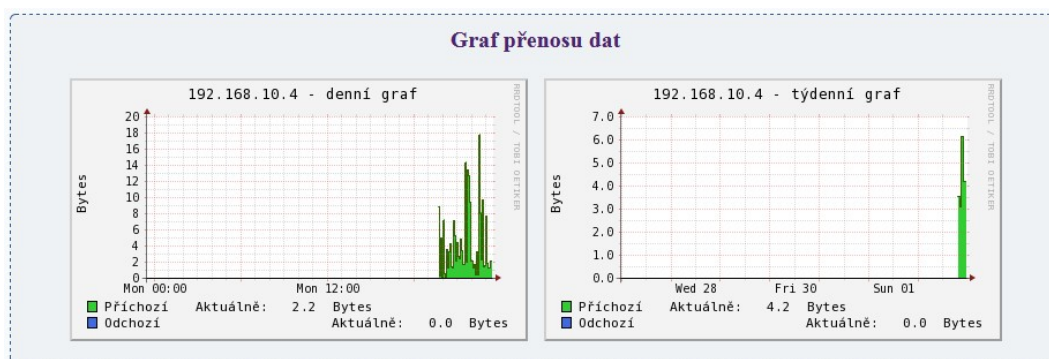 Graf přenosu dat
192.168.10.4 - denní graf
RRDTOOL / TOBI OETIKER
Bytes
20
18
16
14
12
10
8
6
4
2
0
Mon 00:00 Mon 12:00
Příchozí Aktuálně: 2.2 Bytes
Odchozí Aktuálně: 0.0 Bytes
192.168.10.4 - týdenní graf
RRDTOOL / TOBI OETIKER
Bytes
7.0
6.0
5.0
4.0
3.0
2.0
1.0
0.0
Wed 28 Fri 30 Sun 01
Příchozí Aktuálně: 4.2 Bytes
Odchozí Aktuálně: 0.0 Bytes